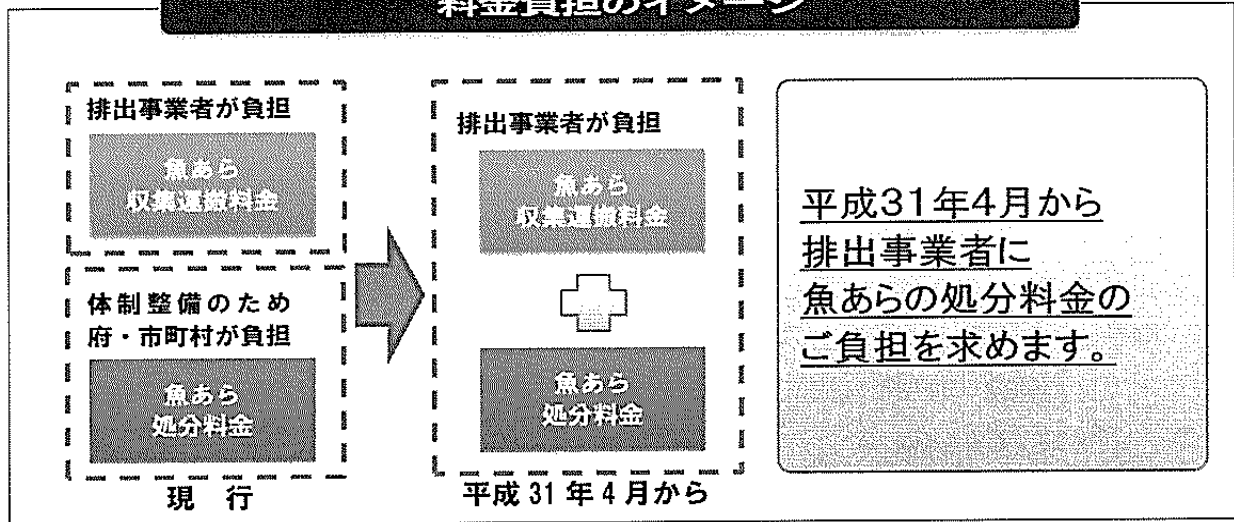 料金負担のイメージ
排出事業者が負担
魚あら
収集運搬料金
体制整備のため
府・市町村が負担
魚あら
処分料金
現 行
排出事業者が負担
魚あら
収集運搬料金
魚あら
処分料金
平成31年4月から
平成31年4月から
排出事業者に
魚あらの処分料金の
ご負担を求めます。